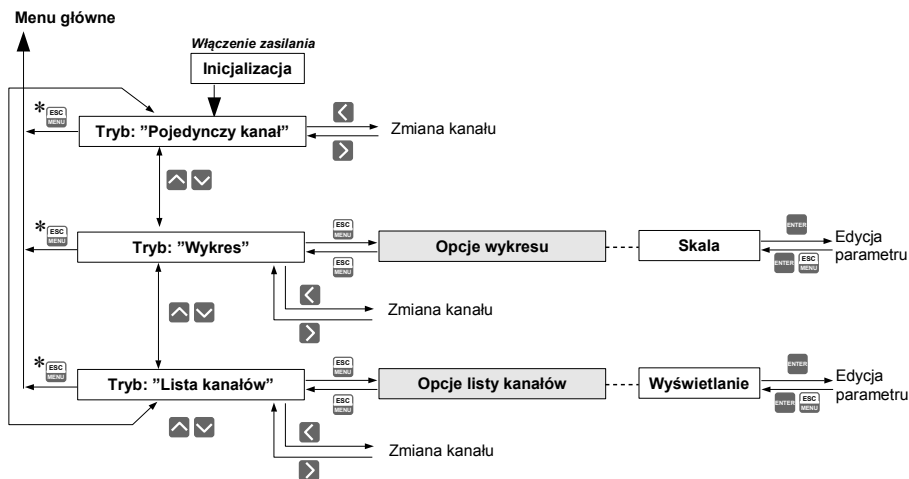 Menu główne
Włączenie zasilania
Inicjalizacja
*
ESC
MENU
Tryb: ”Pojedynczy kanał”
Zmiana kanału
*
ESC
MENU
Tryb: ”Wykres”
ESC
MENU
ESC
MENU
Opcje wykresu
Skala
ENTER
ENTER
ESC
MENU
Edycja
parametru
Zmiana kanału
*
ESC
MENU
Tryb: ”Lista kanałów”
ESC
MENU
ESC
MENU
Opcje listy kanałów
Wyświetlanie
ENTER
ENTER
ESC
MENU
Edycja
parametru
Zmiana kanału